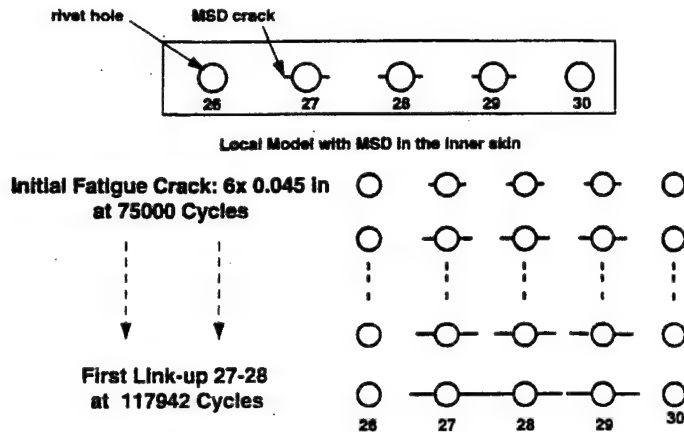 rivet hole MSD crack
26 27 28 29 30
Local Model with MSD in the inner skin
Initial Fatigue Crack: 6x 0.045 in
at 75000 Cycles
First Link-up 27-28
at 117942 Cycles
26 27 28 29 30